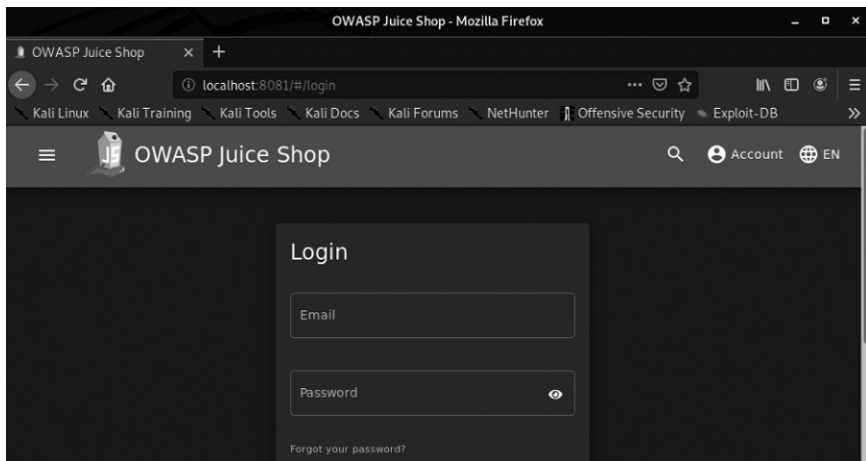 OWASP Juice Shop - Mozilla Firefox
OWASP Juice Shop
localhost:8081/#/login
Kali Linux Kali Training Kali Tools Kali Docs Kali Forums NetHunter Offensive Security Exploit-DB
JS OWASP Juice Shop Account EN
Login
Email
Password
Forgot your password?